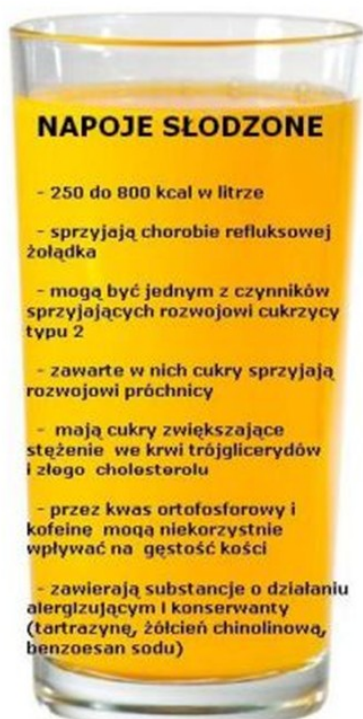 NAPOJE SŁODZONE
- 250 do 800 kcal w litrze
- sprzyjają chorobie refluksowej
żołądka
- mogą być jednym z czynników
sprzyjających rozwojowi cukrzycy
typu 2
- zawarte w nich cukry sprzyjają
rozwojowi próchnicy
- mają cukry zwiększające
stężenie we krwi trójglicerydów
i złego cholesterolu
- przez kwas ortofosforowy i
kofeinę mogą niekorzystnie
wpływać na gęstość kości
- zawierają substancje o działaniu
alergizującym i konserwanty
(tartrazynę, żółcień chinolinową,
benzoesan sodu)